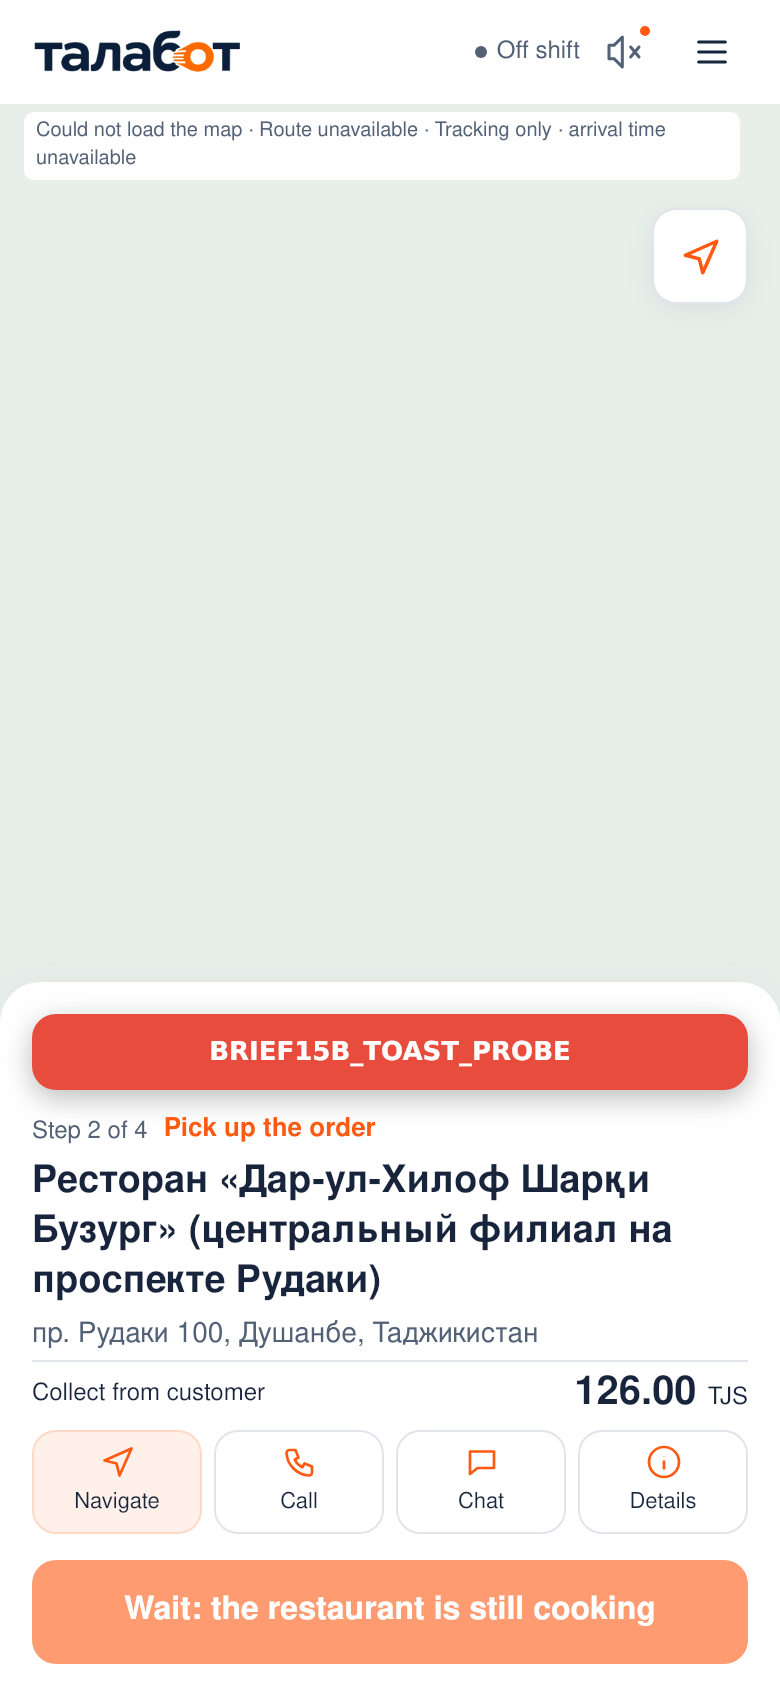 талабот
Off shift
Could not load the map · Route unavailable · Tracking only · arrival time
unavailable
BRIEF15B_TOAST_PROBE
Step 2 of 4 Pick up the order
Ресторан «Дар-ул-Хилоф Шарқи
Бузург» (центральный филиал на
проспекте Рудаки)
пр. Рудаки 100, Душанбе, Таджикистан
Collect from customer 126.00 TJS
Navigate Call Chat Details
Wait: the restaurant is still cooking